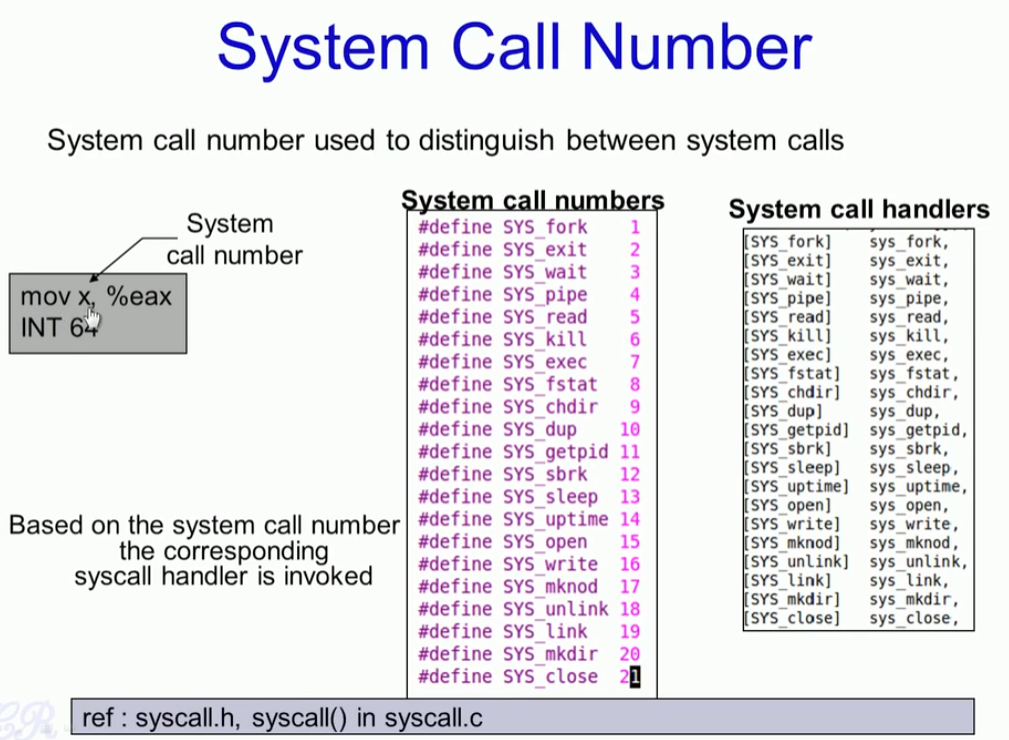 System Call Number
System call number used to distinguish between system calls
System
call number
mov x, %eax
INT 64
Based on the system call number
the corresponding
syscall handler is invoked
System call numbers
#define SYS_fork 1
#define SYS_exit 2
#define SYS_wait 3
#define SYS_pipe 4
#define SYS_read 5
#define SYS_kill 6
#define SYS_exec 7
#define SYS_fstat 8
#define SYS_chdir 9
#define SYS_dup 10
#define SYS_getpid 11
#define SYS_sbrk 12
#define SYS_sleep 13
#define SYS_uptime 14
#define SYS_open 15
#define SYS_write 16
#define SYS_mknod 17
#define SYS_unlink 18
#define SYS_link 19
#define SYS_mkdir 20
#define SYS_close 21
System call handlers
[SYS_fork] sys_fork,
[SYS_exit] sys_exit,
[SYS_wait] sys_wait,
[SYS_pipe] sys_pipe,
[SYS_read] sys_read,
[SYS_kill] sys_kill,
[SYS_exec] sys_exec,
[SYS_fstat] sys_fstat,
[SYS_chdir] sys_chdir,
[SYS_dup] sys_dup,
[SYS_getpid] sys_getpid,
[SYS_sbrk] sys_sbrk,
[SYS_sleep] sys_sleep,
[SYS_uptime] sys_uptime,
[SYS_open] sys_open,
[SYS_write] sys_write,
[SYS_mknod] sys_mknod,
[SYS_unlink] sys_unlink,
[SYS_link] sys_link,
[SYS_mkdir] sys_mkdir,
[SYS_close] sys_close,
ref : syscall.h, syscall() in syscall.c